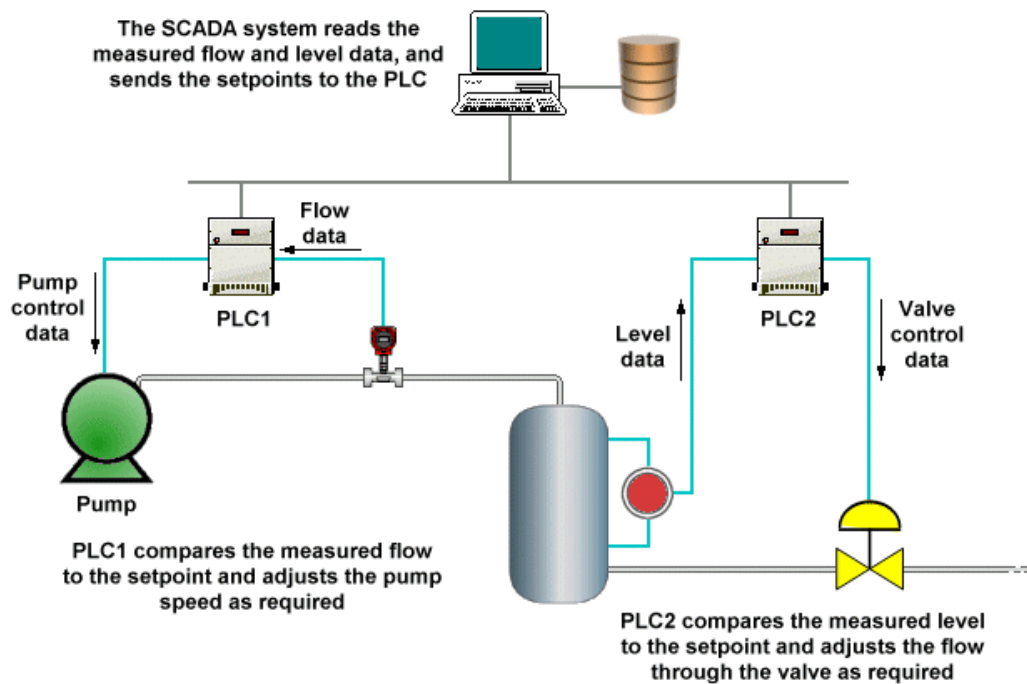 The SCADA system reads the
measured flow and level data, and
sends the setpoints to the PLC
Flow
data
Pump
control
data
PLC1
Level
data
PLC2
Valve
control
data
Pump
PLC1 compares the measured flow
to the setpoint and adjusts the pump
speed as required
PLC2 compares the measured level
to the setpoint and adjusts the flow
through the valve as required